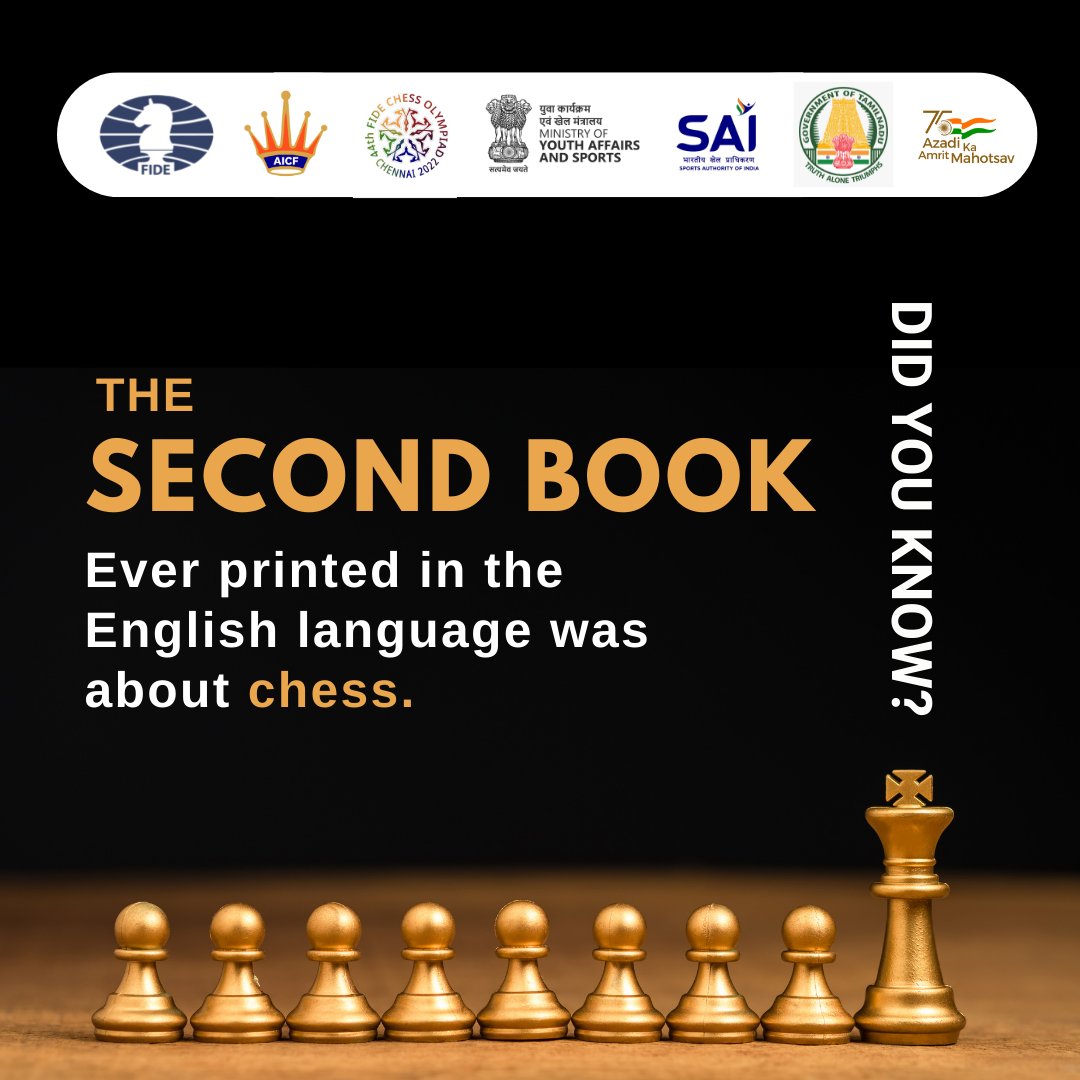 FIDE
AICF
44th FIDE CHESS OLYMPIAD
CHENNAI 2022
युवा कार्यक्रम
एवं खेल मंत्रालय
MINISTRY OF
YOUTH AFFAIRS
AND SPORTS
सत्यमेव जयते
SAI
भारतीय खेल प्राधिकरण
SPORTS AUTHORITY OF INDIA
GOVERNMENT OF TAMILNADU
TRUTH ALONE TRIUMPHS
75
Azadi Ka
Amrit Mahotsav
DID YOU KNOW?
THE
SECOND BOOK
Ever printed in the
English language was
about chess.